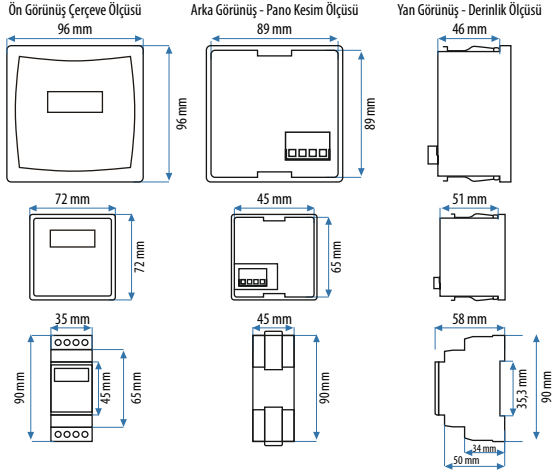 Ön Görünüş Çerçeve Ölçüsü
Arka Görünüş - Pano Kesim Ölçüsü
Yan Görünüş - Derinlik Ölçüsü
96 mm
89 mm
46 mm
96 mm
89 mm
72 mm
45 mm
51 mm
72 mm
65 mm
35 mm
45 mm
58 mm
90 mm
45 mm
65 mm
90 mm
35,3 mm
90 mm
34 mm
50 mm